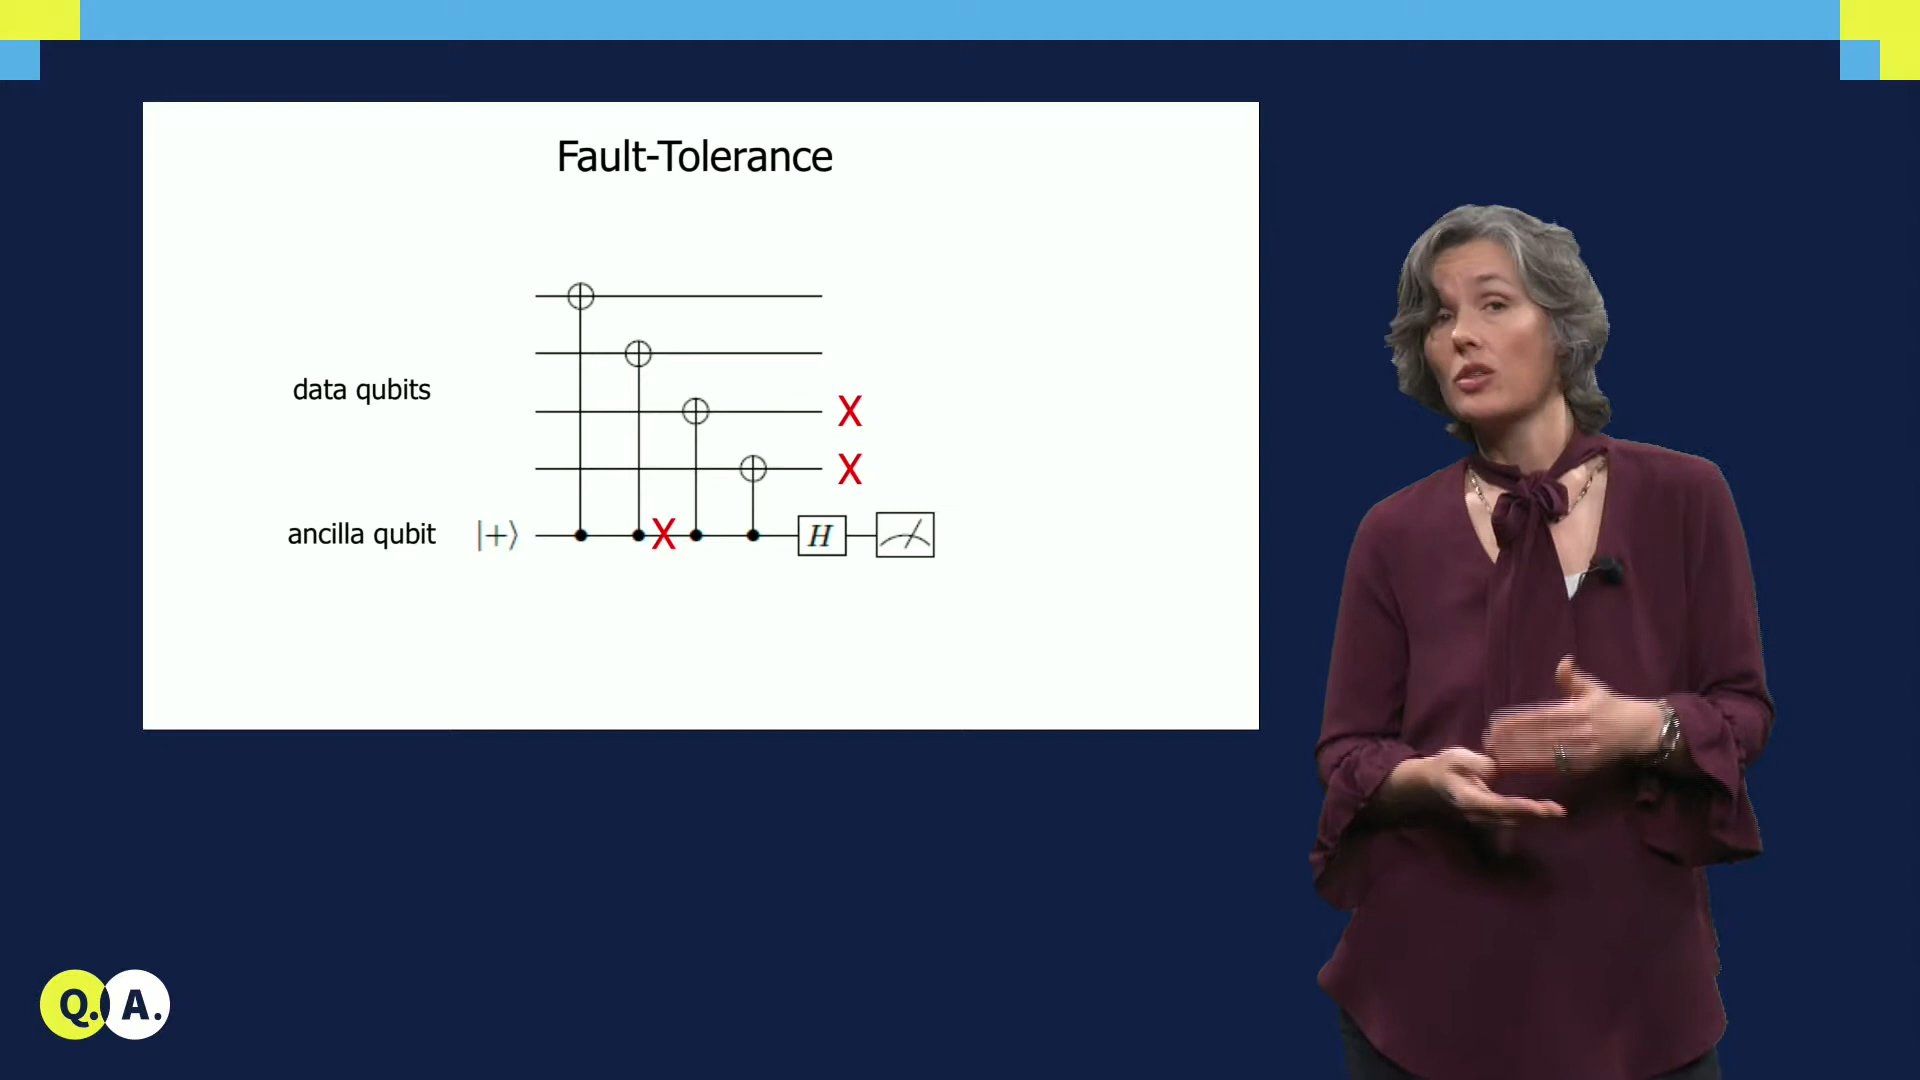 Fault-Tolerance
X
data qubits
X
ancilla qubit |+⟩ X H
Q. A.